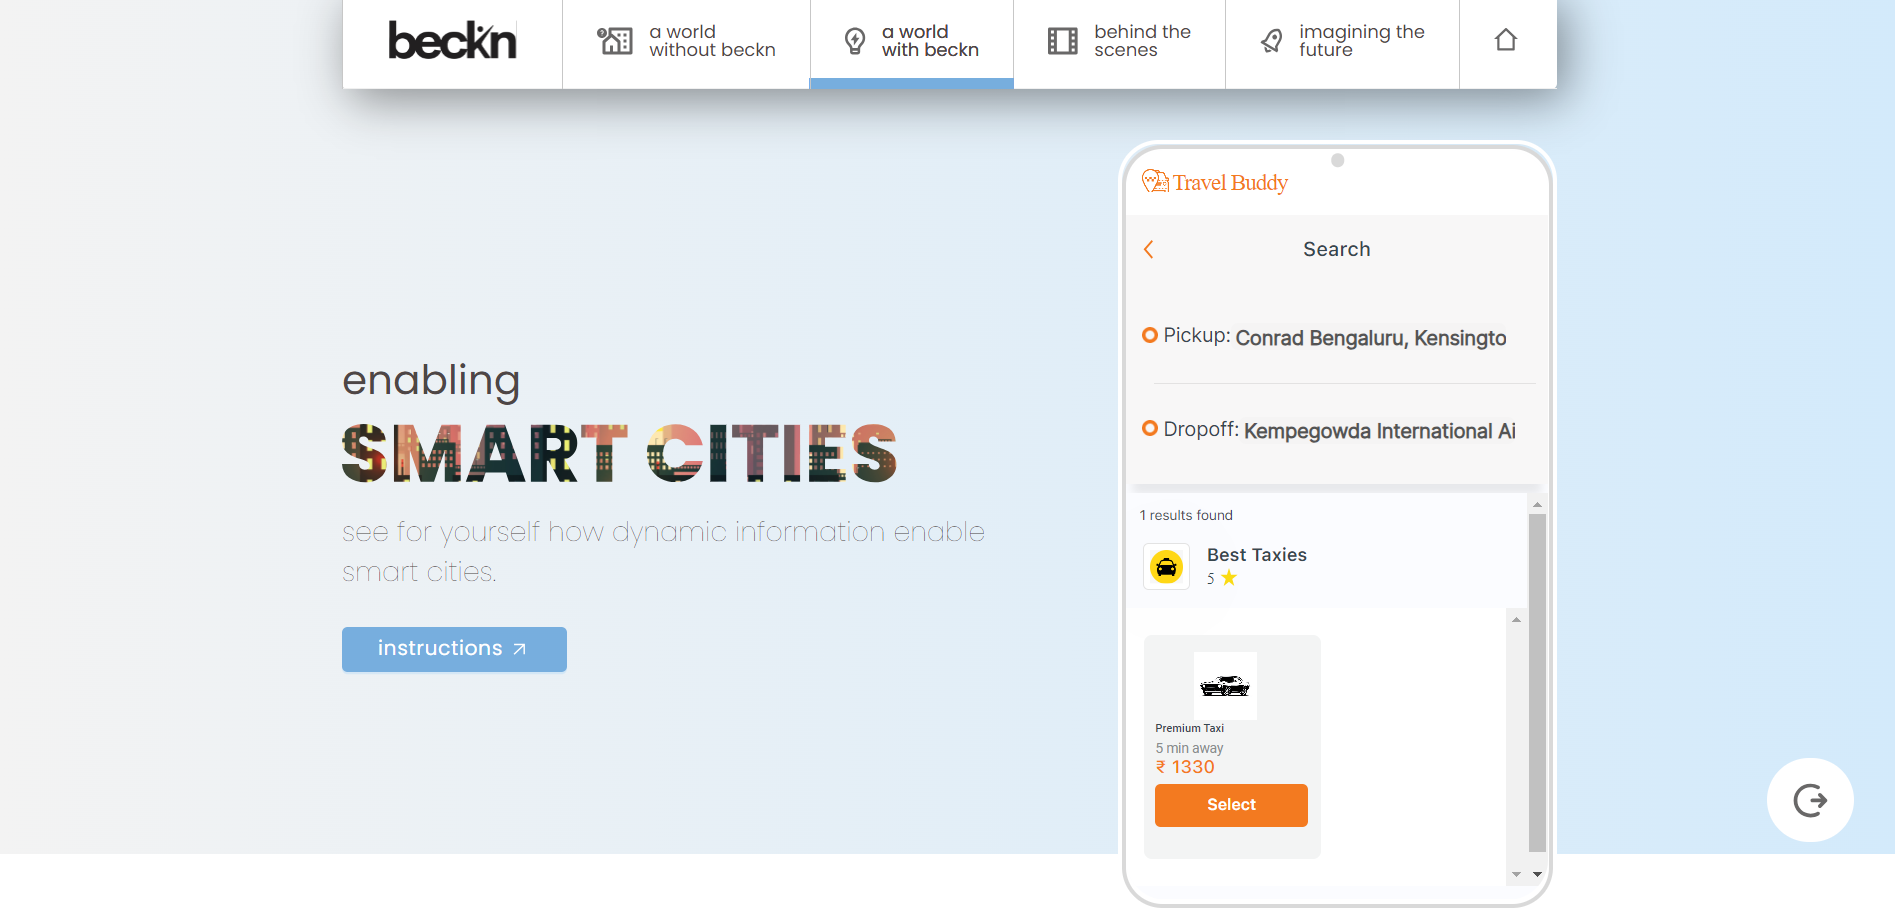 beckn
a world
without beckn
a world
with beckn
behind the
scenes
imagining the
future
Travel Buddy
Search
Pickup: Conrad Bengaluru, Kensingto
Dropoff: Kempegowda International Ai
enabling
SMART CITIES
see for yourself how dynamic information enable
smart cities.
instructions
1 results found
Best Taxies
5
Premium Taxi
5 min away
₹ 1330
Select